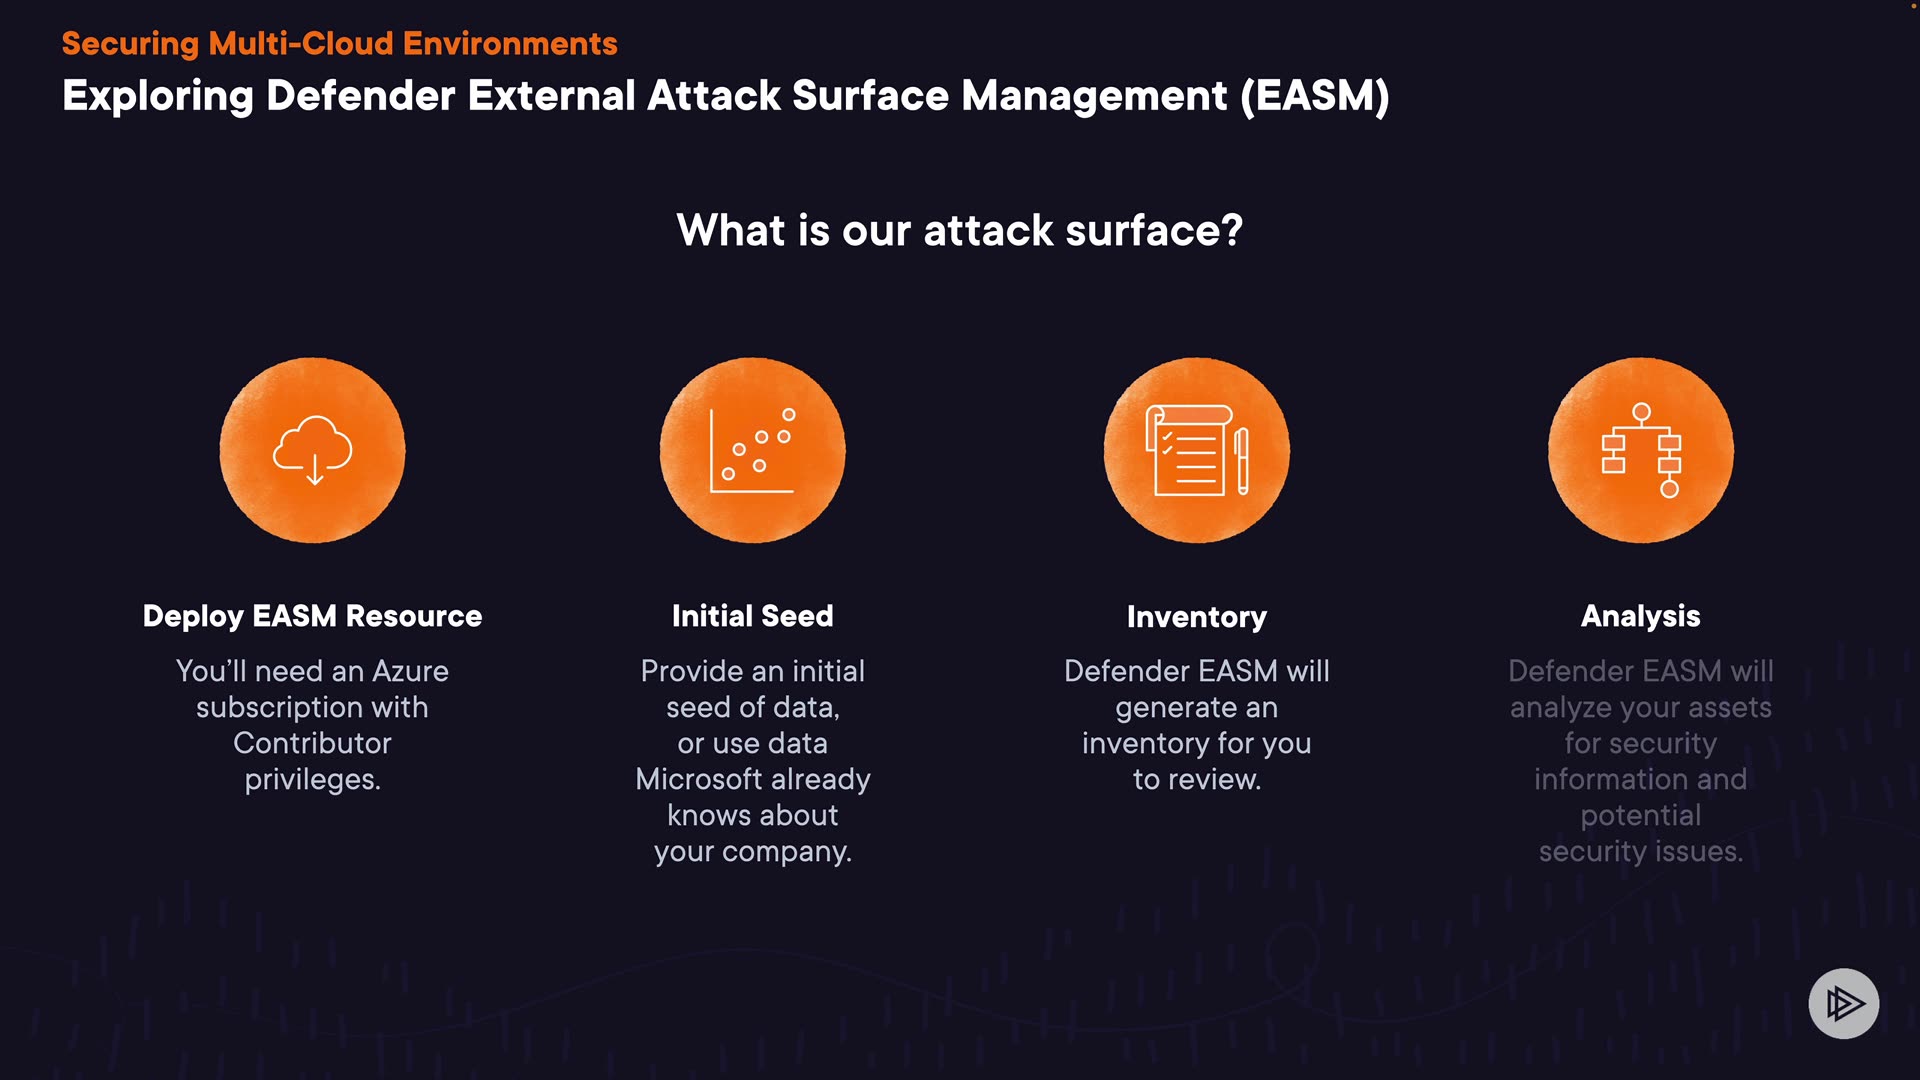 Securing Multi-Cloud Environments
Exploring Defender External Attack Surface Management (EASM)
What is our attack surface?
Deploy EASM Resource
You'll need an Azure
subscription with
Contributor
privileges.
Initial Seed
Provide an initial
seed of data,
or use data
Microsoft already
knows about
your company.
Inventory
Defender EASM will
generate an
inventory for you
to review.
Analysis
Defender EASM will
analyze your assets
for security
information and
potential
security issues.